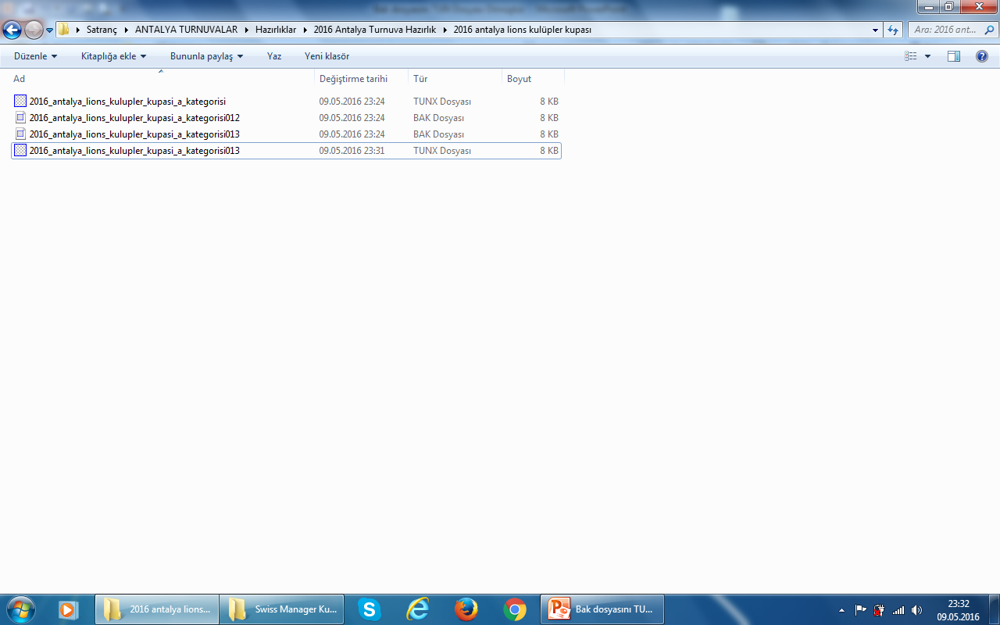 Satranç ANTALYA TURNUVALAR Hazırlıklar 2016 Antalya Turnuva Hazırlık 2016 antalya lions kulüpler kupası Ara: 2016 ant...
Düzenle Kitaplığa ekle Bununla paylaş Yaz Yeni klasör
Ad Değiştirme tarihi Tür Boyut
2016_antalya_lions_kulupler_kupasi_a_kategorisi 09.05.2016 23:24 TUNX Dosyası 8 KB
2016_antalya_lions_kulupler_kupasi_a_kategorisi012 09.05.2016 23:24 BAK Dosyası 8 KB
2016_antalya_lions_kulupler_kupasi_a_kategorisi013 09.05.2016 23:24 BAK Dosyası 8 KB
2016_antalya_lions_kulupler_kupasi_a_kategorisi013 09.05.2016 23:31 TUNX Dosyası 8 KB
2016 antalya lions... Swiss Manager Ku... Bak dosyasını TU... 23:32
09.05.2016